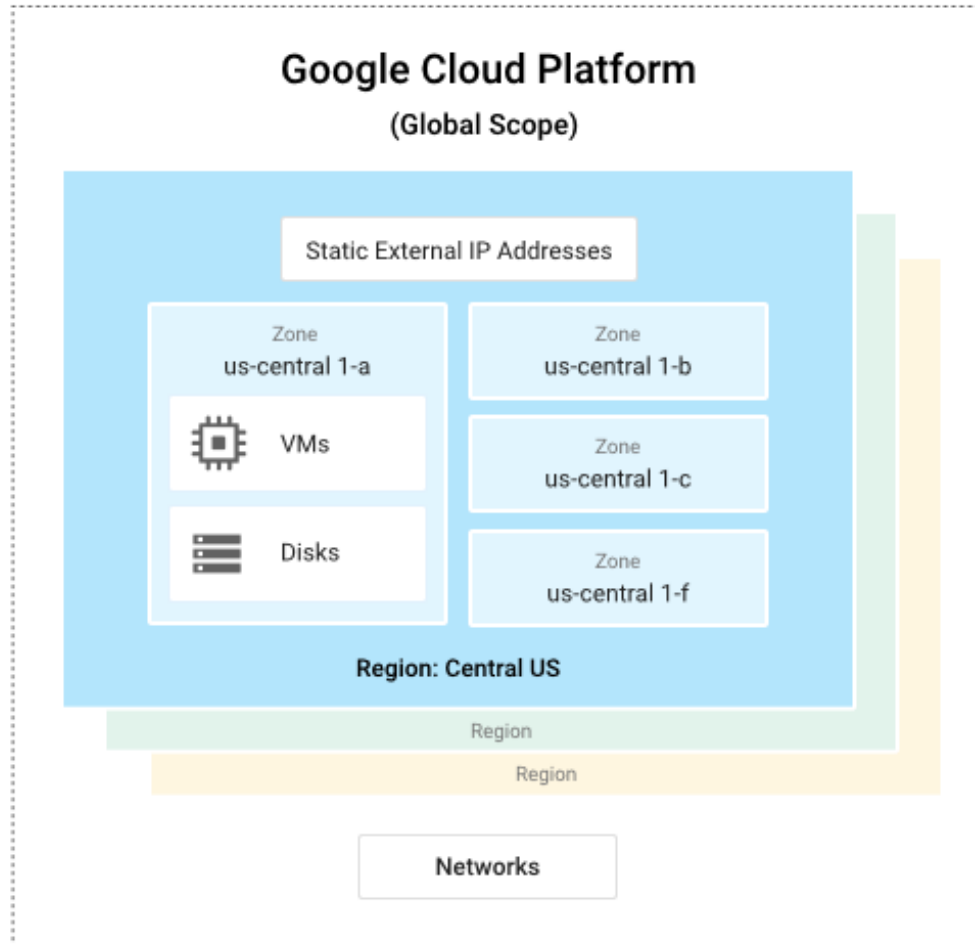 Google Cloud Platform
(Global Scope)
Static External IP Addresses
Zone
us-central 1-a
VMs
Disks
Zone
us-central 1-b
Zone
us-central 1-c
Zone
us-central 1-f
Region: Central US
Region
Region
Networks